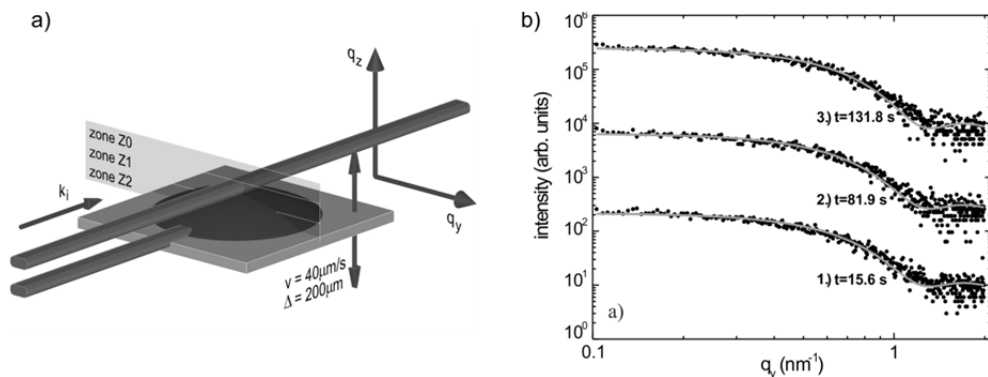 a)
q_z
zone Z0
zone Z1
zone Z2
k_i
q_y
v = 40μm/s
Δ = 200μm
b)
intensity (arb. units)
10^6
10^5
10^4
10^3
10^2
10^1
10^0
3.) t=131.8 s
2.) t=81.9 s
1.) t=15.6 s
a)
0.1
1
q_y (nm^-1)